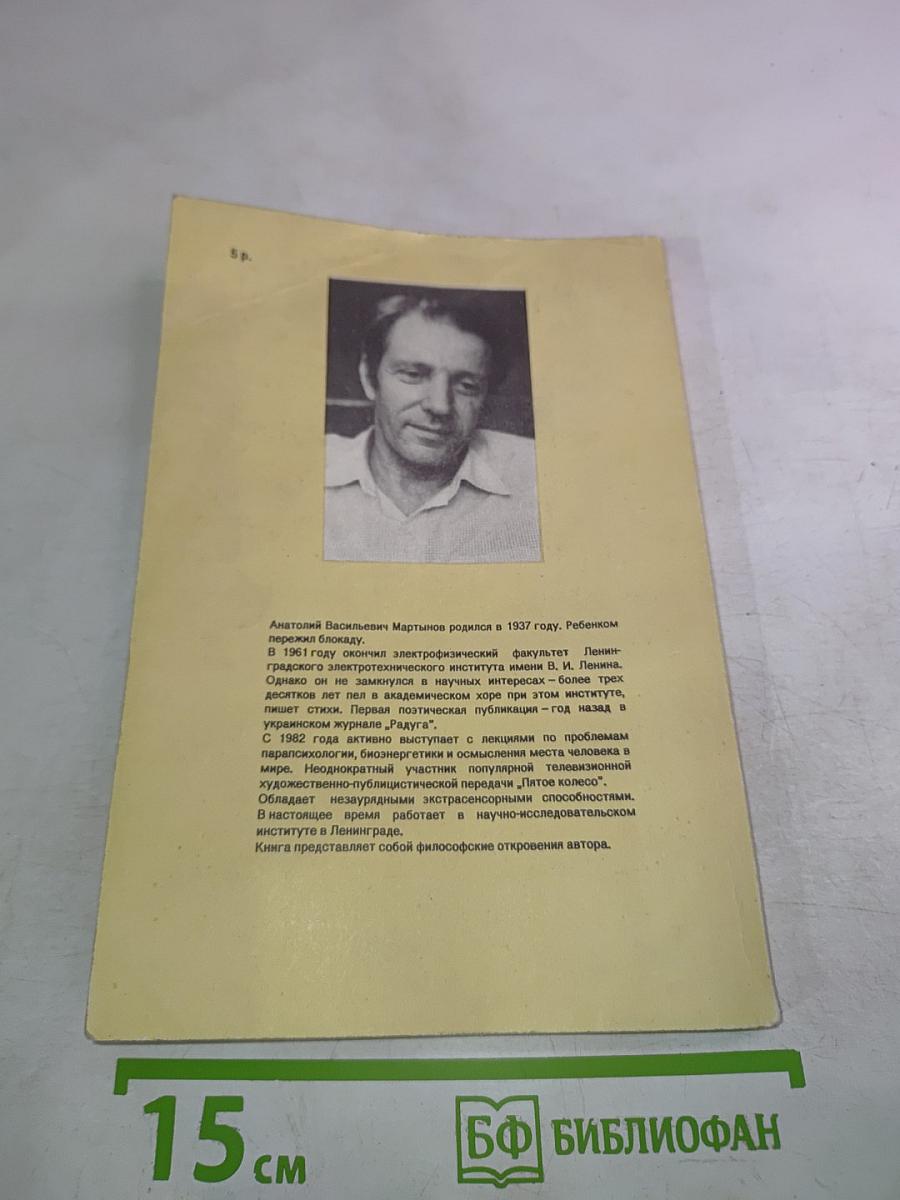 5 р.
Анатолий Васильевич Мартынов родился в 1937 году. Ребенком
пережил блокаду.
В 1961 году окончил электрофизический факультет Ленин-
градского электротехнического института имени В. И. Ленина.
Однако он не замкнулся в научных интересах – более трех
десятков лет пел в академическом хоре при этом институте,
пишет стихи. Первая поэтическая публикация – год назад в
украинском журнале „Радуга".
С 1982 года активно выступает с лекциями по проблемам
парапсихологии, биоэнергетики и осмысления места человека в
мире. Неоднократный участник популярной телевизионной
художественно-публицистической передачи „Пятое колесо".
Обладает незаурядными экстрасенсорными способностями.
В настоящее время работает в научно-исследовательском
институте в Ленинграде.
Книга представляет собой философские откровения автора.
15 см
БФ БИБЛИОФАН